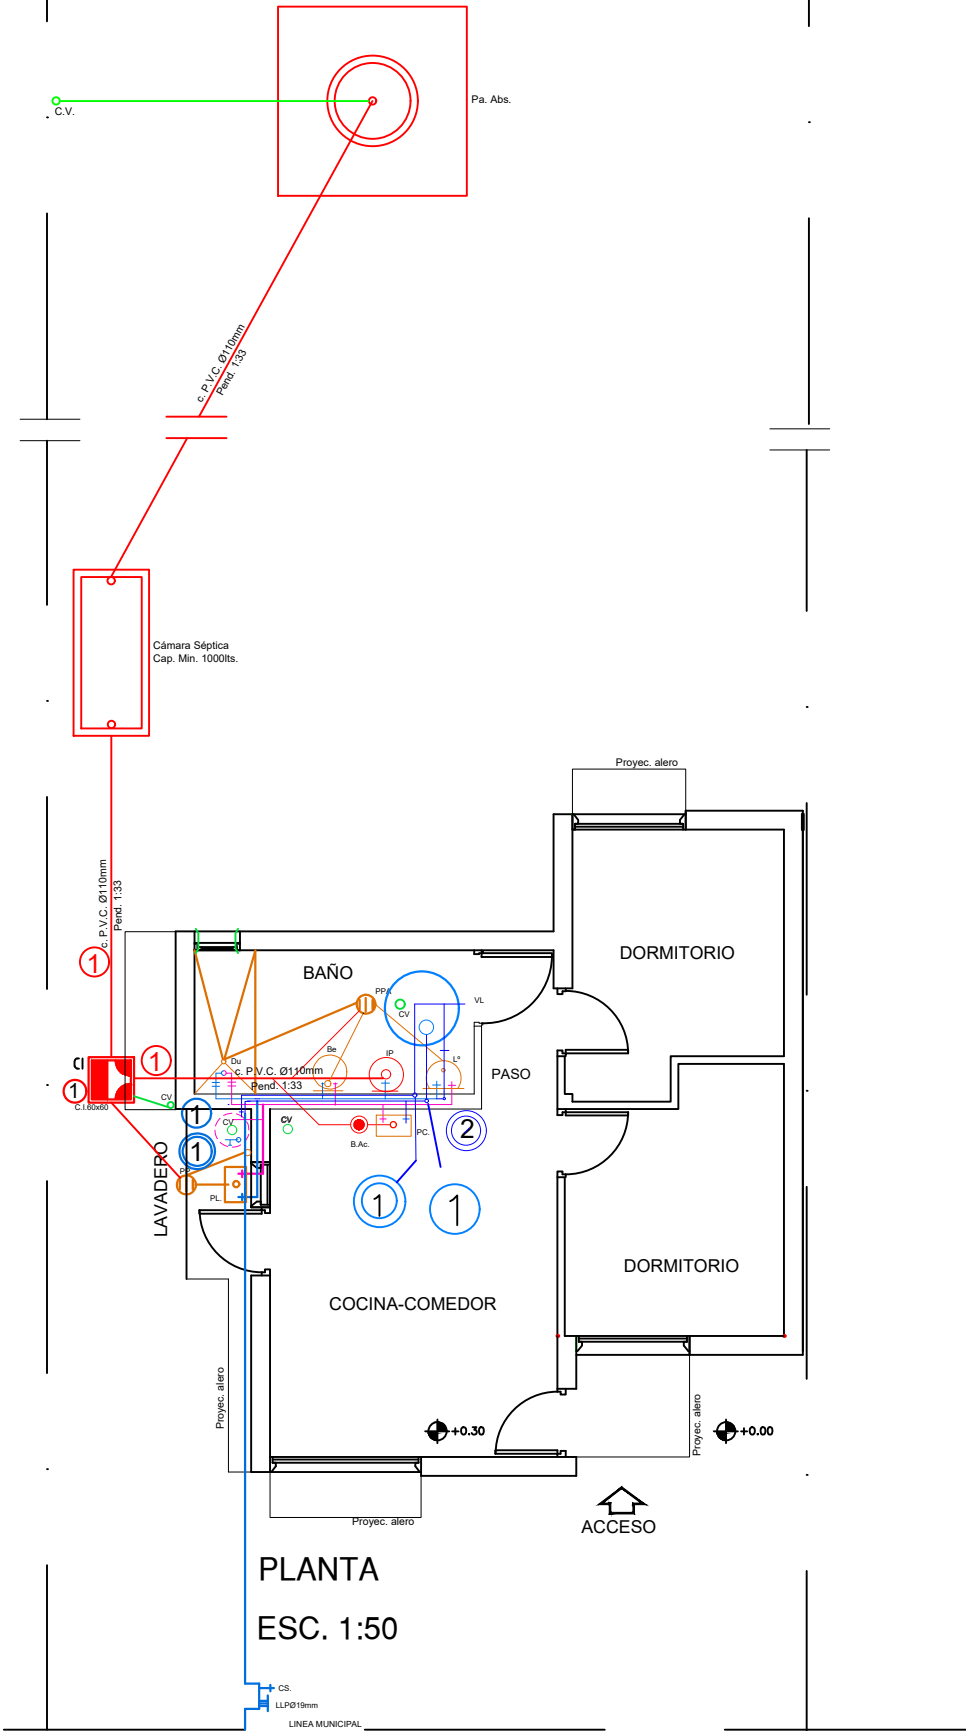 Pa. Abs.
C.V.
c. P.V.C. Ø110mm
Pend. 1:33
Cámara Séptica
Cap. Min. 1000lts.
Proyec. alero
c. P.V.C. Ø110mm
Pend. 1:33
1
DORMITORIO
BAÑO
PPA
CV
VL
CI
1
Du
Be
IP
L°
c. P.V.C. Ø110mm
Pend. 1:33
PASO
1
C.I.60x60
CV
1
CV
CV
B.Ac.
PC.
2
1
LAVADERO
PP
PL.
1
1
DORMITORIO
COCINA-COMEDOR
Proyec. alero
Proyec. alero
+0.30
+0.00
Proyec. alero
ACCESO
PLANTA
ESC. 1:50
CS.
LLPØ19mm
LINEA MUNICIPAL